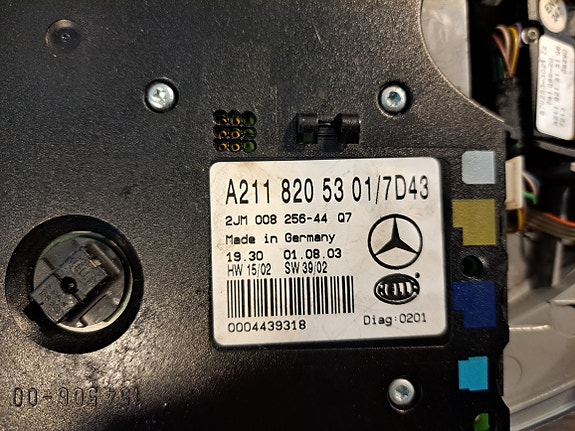 A211 820 53 01/7D43
2JM 008 256-44 Q7
Made in Germany
19.30 01.08.03
HW 15/02 SW 39/02
HELLA
0004439318
Diag:0201